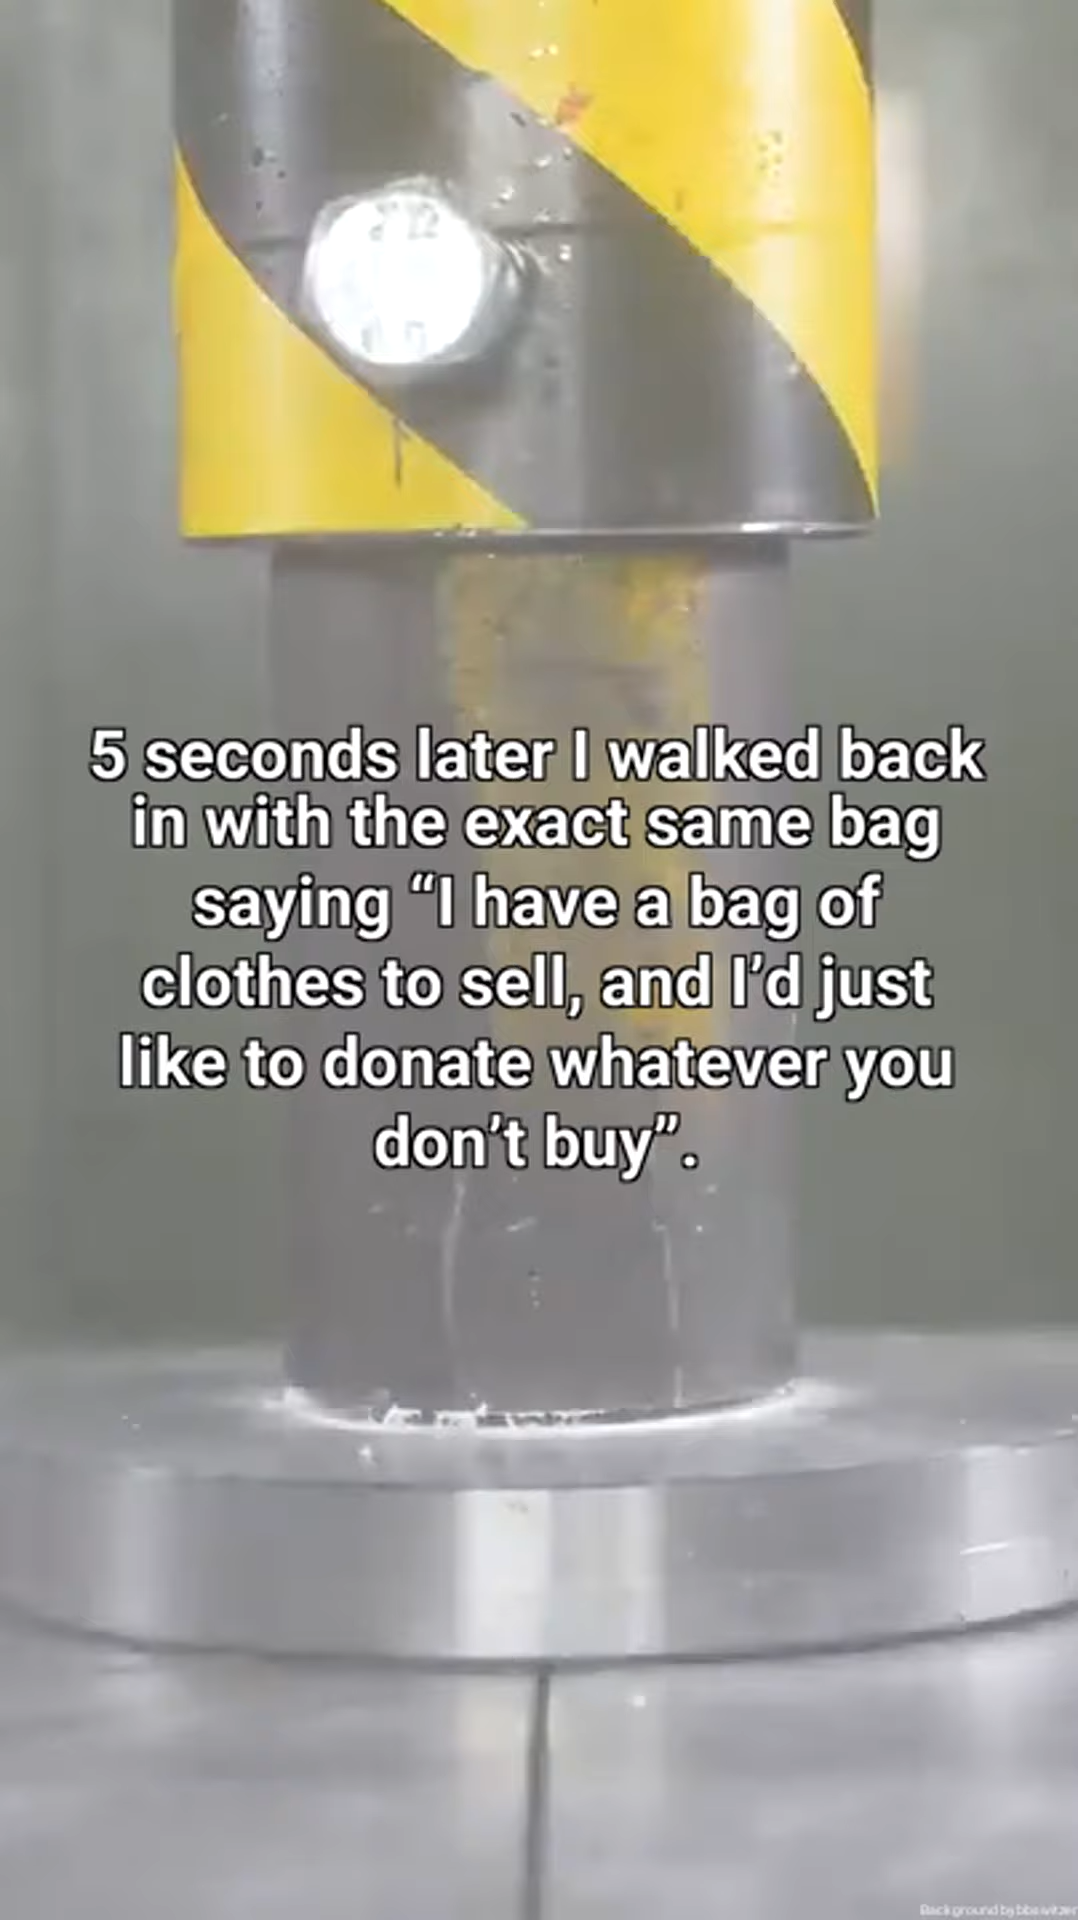 5 seconds later I walked back
in with the exact same bag
saying “I have a bag of
clothes to sell, and I’d just
like to donate whatever you
don’t buy”.